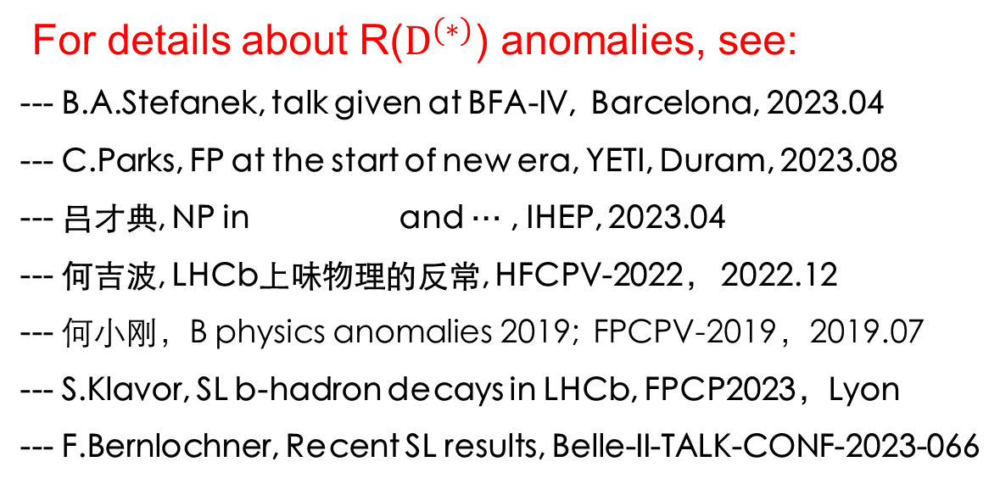 For details about R(D⁽*⁾) anomalies, see:
--- B.A.Stefanek, talk given at BFA-IV, Barcelona, 2023.04
--- C.Parks, FP at the start of new era, YETI, Duram, 2023.08
--- 吕才典, NP in and ⋯ , IHEP, 2023.04
--- 何吉波, LHCb上味物理的反常, HFCPV-2022， 2022.12
--- 何小刚，B physics anomalies 2019; FPCPV-2019，2019.07
--- S.Klavor, SL b-hadron decays in LHCb, FPCP2023，Lyon
--- F.Bernlochner, Recent SL results, Belle-II-TALK-CONF-2023-066